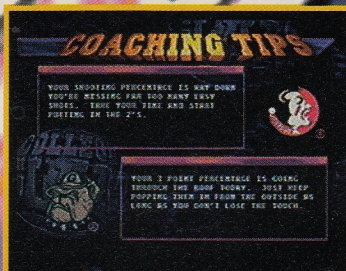 COACHING TIPS
YOUR SHOOTING PERCENTAGE IS WAY DOWN
YOU'RE MISSING FAR TOO MANY EASY
SHOTS. TAKE YOUR TIME AND START
PUTTING IN THE 2'S.
YOUR 3 POINT PERCENTAGE IS GOING
THROUGH THE ROOF TODAY. JUST KEEP
POPPING THEM IN FROM THE OUTSIDE AS
LONG AS YOU DON'T LOSE THE TOUCH.